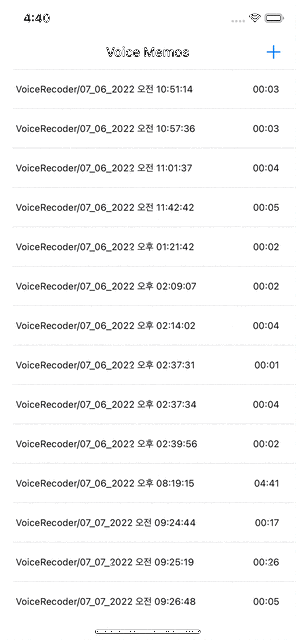 4:40
Voice Memos +
VoiceRecoder/07_06_2022 오전 10:51:14 00:03
VoiceRecoder/07_06_2022 오전 10:57:36 00:03
VoiceRecoder/07_06_2022 오전 11:01:37 00:04
VoiceRecoder/07_06_2022 오전 11:42:42 00:05
VoiceRecoder/07_06_2022 오후 01:21:42 00:02
VoiceRecoder/07_06_2022 오후 02:09:07 00:02
VoiceRecoder/07_06_2022 오후 02:14:02 00:04
VoiceRecoder/07_06_2022 오후 02:37:31 00:01
VoiceRecoder/07_06_2022 오후 02:37:34 00:04
VoiceRecoder/07_06_2022 오후 02:39:56 00:02
VoiceRecoder/07_06_2022 오후 08:19:15 04:41
VoiceRecoder/07_07_2022 오전 09:24:44 00:17
VoiceRecoder/07_07_2022 오전 09:25:19 00:26
VoiceRecoder/07_07_2022 오전 09:26:48 00:05